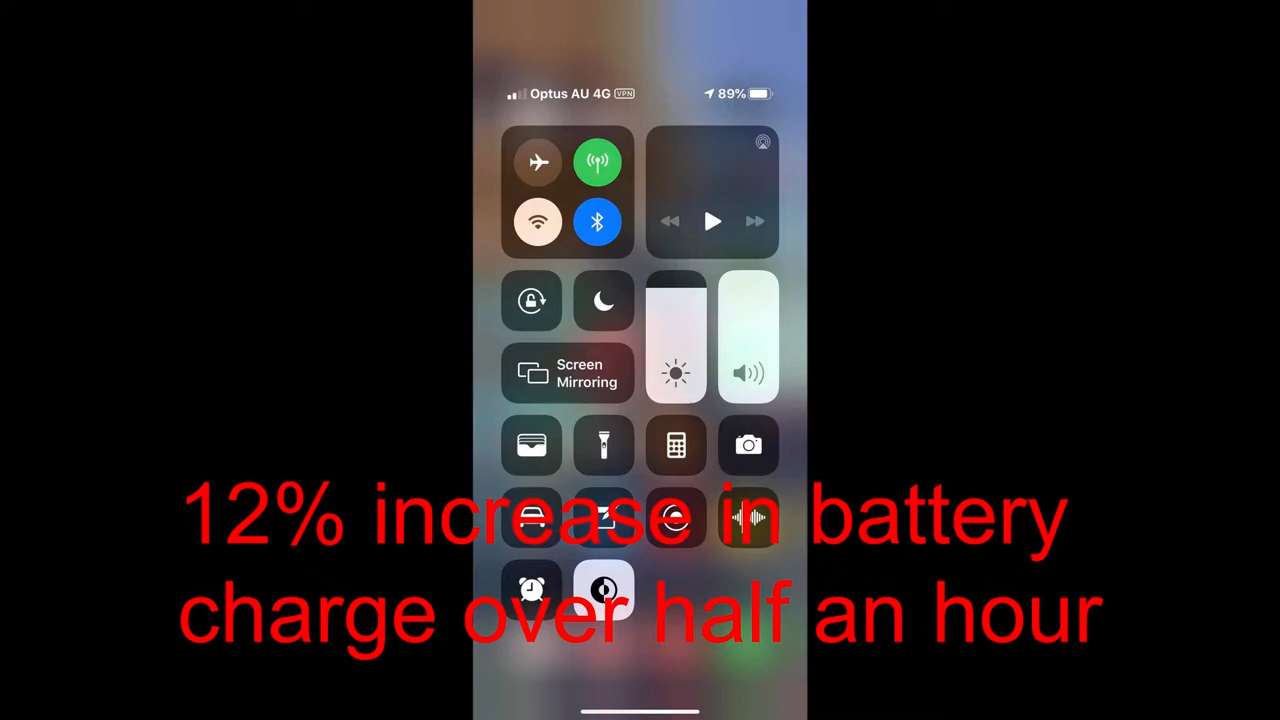 Optus AU 4G VPN 89%
Screen
Mirroring
12% increase in battery
charge over half an hour